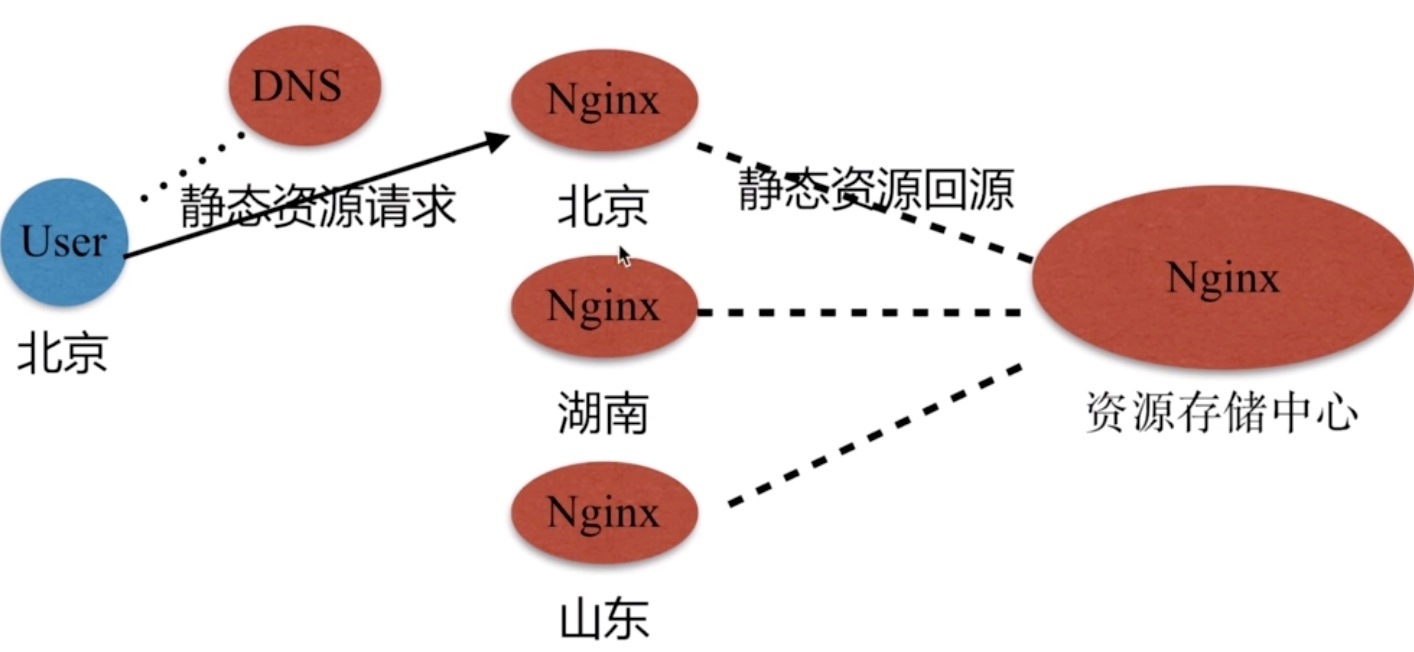 DNS
Nginx
静态资源请求
北京
静态资源回源
User
Nginx
Nginx
北京
湖南
资源存储中心
Nginx
山东